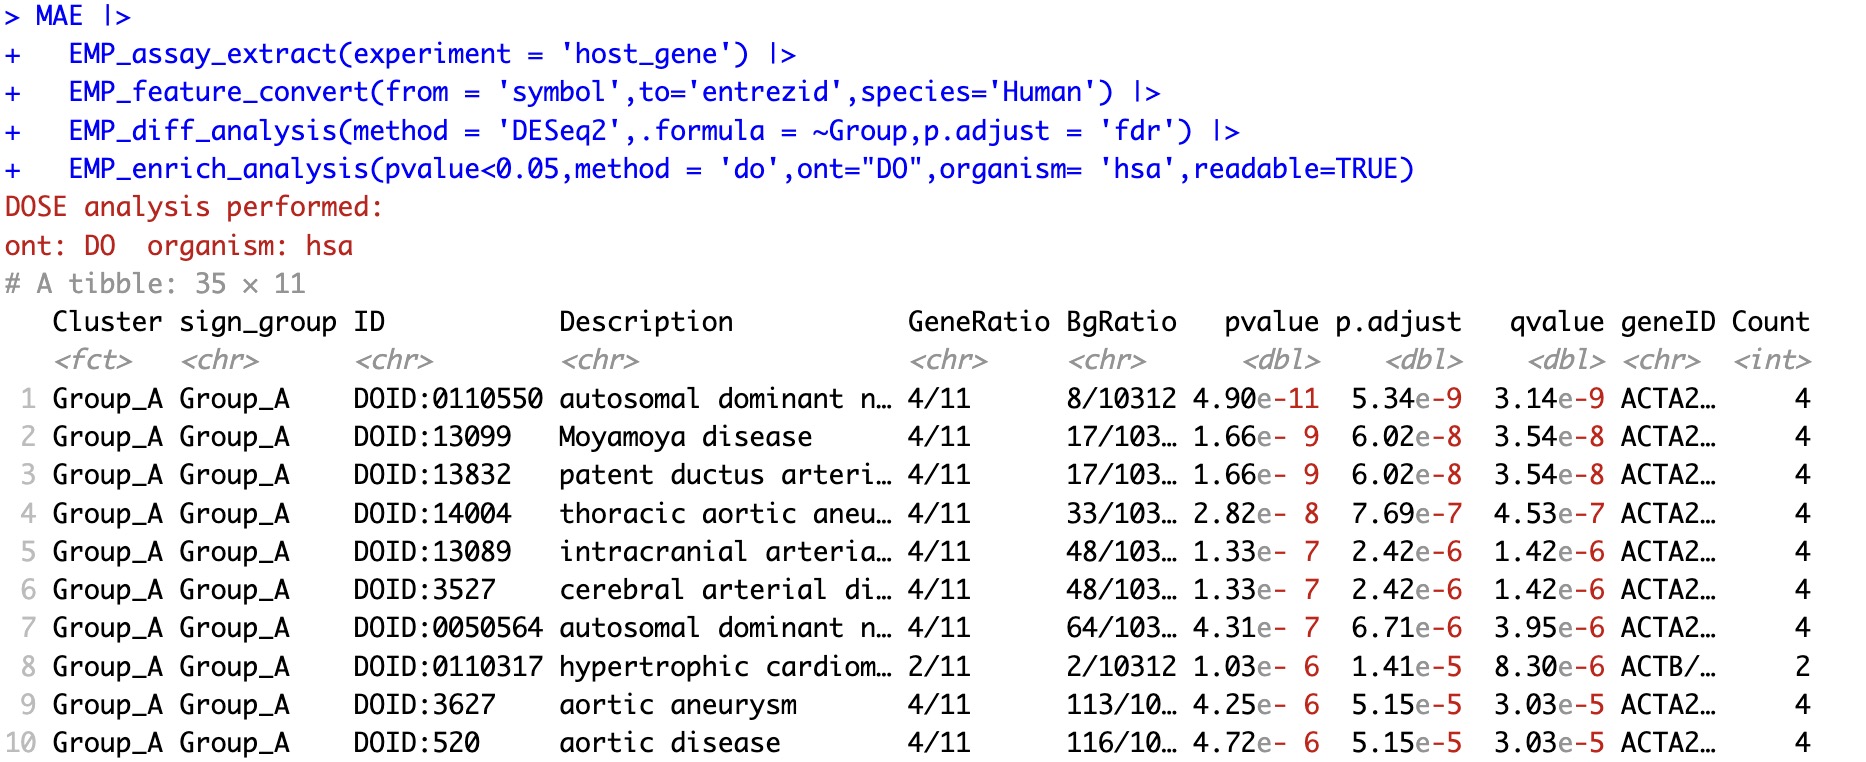 > MAE |>
+   EMP_assay_extract(experiment = 'host_gene') |>
+   EMP_feature_convert(from = 'symbol',to='entrezid',species='Human') |>
+   EMP_diff_analysis(method = 'DESeq2',.formula = ~Group,p.adjust = 'fdr') |>
+   EMP_enrich_analysis(pvalue<0.05,method = 'do',ont="DO",organism= 'hsa',readable=TRUE)
DOSE analysis performed:
ont: DO  organism: hsa
# A tibble: 35 × 11
   Cluster sign_group ID           Description           GeneRatio BgRatio   pvalue p.adjust   qvalue geneID Count
   <fct>   <chr>      <chr>        <chr>                 <chr>     <chr>      <dbl>    <dbl>    <dbl> <chr>  <int>
 1 Group_A Group_A    DOID:0110550 autosomal dominant n… 4/11      8/10312 4.90e-11  5.34e-9  3.14e-9 ACTA2…     4
 2 Group_A Group_A    DOID:13099   Moyamoya disease      4/11      17/103… 1.66e- 9  6.02e-8  3.54e-8 ACTA2…     4
 3 Group_A Group_A    DOID:13832   patent ductus arteri… 4/11      17/103… 1.66e- 9  6.02e-8  3.54e-8 ACTA2…     4
 4 Group_A Group_A    DOID:14004   thoracic aortic aneu… 4/11      33/103… 2.82e- 8  7.69e-7  4.53e-7 ACTA2…     4
 5 Group_A Group_A    DOID:13089   intracranial arteria… 4/11      48/103… 1.33e- 7  2.42e-6  1.42e-6 ACTA2…     4
 6 Group_A Group_A    DOID:3527    cerebral arterial di… 4/11      48/103… 1.33e- 7  2.42e-6  1.42e-6 ACTA2…     4
 7 Group_A Group_A    DOID:0050564 autosomal dominant n… 4/11      64/103… 4.31e- 7  6.71e-6  3.95e-6 ACTA2…     4
 8 Group_A Group_A    DOID:0110317 hypertrophic cardiom… 2/11      2/10312 1.03e- 6  1.41e-5  8.30e-6 ACTB/…     2
 9 Group_A Group_A    DOID:3627    aortic aneurysm       4/11      113/10… 4.25e- 6  5.15e-5  3.03e-5 ACTA2…     4
10 Group_A Group_A    DOID:520     aortic disease        4/11      116/10… 4.72e- 6  5.15e-5  3.03e-5 ACTA2…     4